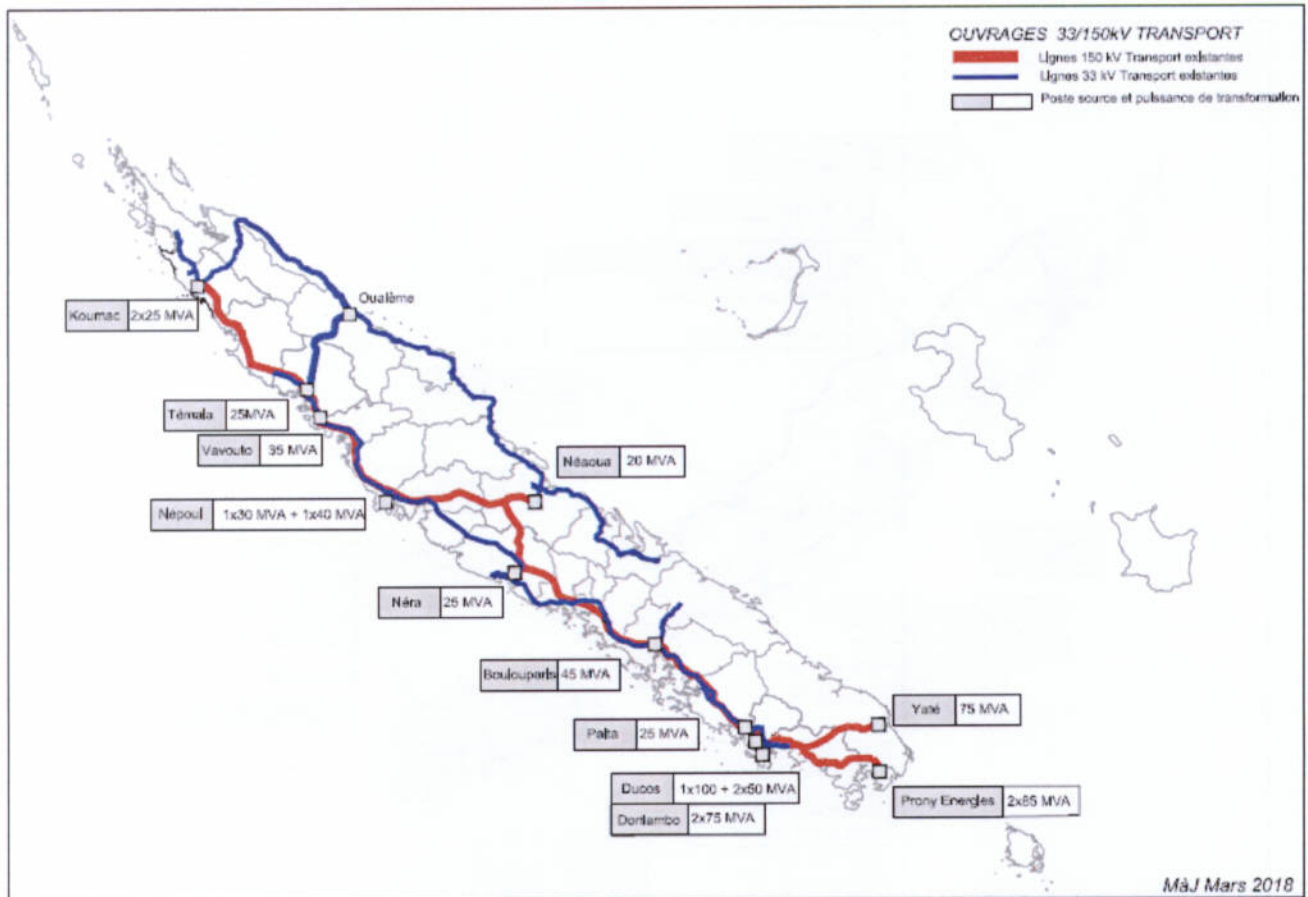 OUVRAGES 33/150kV TRANSPORT
Lignes 150 kV Transport existantes
Lignes 33 kV Transport existantes
Poste source et puissance de transformation
Oualème
Koumac 2x25 MVA
Témala 25MVA
Vavouto 35 MVA
Néaoua 20 MVA
Népoui 1x30 MVA + 1x40 MVA
Néra 25 MVA
Boulouparis 45 MVA
Yaté 75 MVA
Païta 25 MVA
Ducos 1x100 + 2x50 MVA
Prony Energies 2x85 MVA
Doniambo 2x75 MVA
MàJ Mars 2018